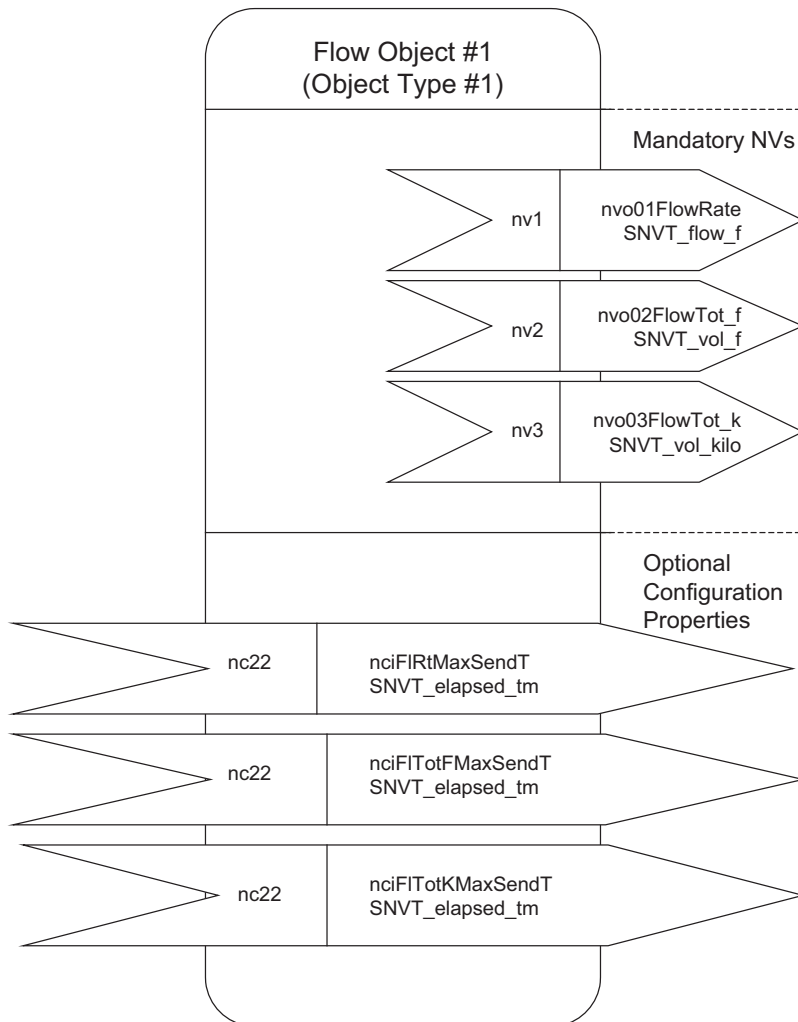 Flow Object #1
(Object Type #1)
Mandatory NVs
nv1
nvo01FlowRate
SNVT_flow_f
nv2
nvo02FlowTot_f
SNVT_vol_f
nv3
nvo03FlowTot_k
SNVT_vol_kilo
Optional
Configuration
Properties
nc22
nciFlRtMaxSendT
SNVT_elapsed_tm
nc22
nciFlTotFMaxSendT
SNVT_elapsed_tm
nc22
nciFlTotKMaxSendT
SNVT_elapsed_tm